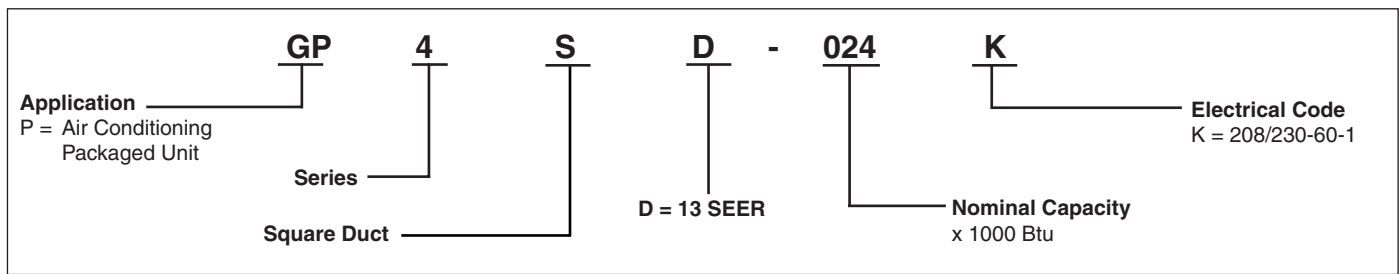 GP 4 S D - 024 K
Application
P = Air Conditioning
Packaged Unit
Series
Square Duct
D = 13 SEER
Nominal Capacity
x 1000 Btu
Electrical Code
K = 208/230-60-1